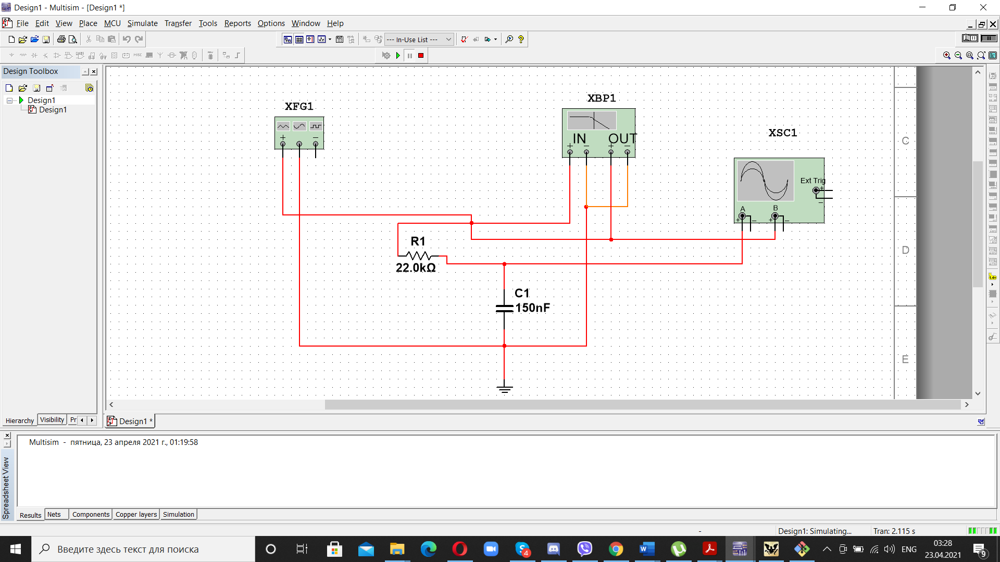 Design1 - Multisim - [Design1 *]
File Edit View Place MCU Simulate Transfer Tools Reports Options Window Help
--- In-Use List ---
MISC
Design Toolbox
Design1
Design1
XFG1
XBP1
IN OUT
XSC1
Ext Trig
A B
R1
22.0kΩ
C1
150nF
C
D
E
Hierarchy Visibility Pr
Design1 *
Multisim - пятница, 23 апреля 2021 г., 01:19:58
Spreadsheet View
Results Nets Components Copper layers Simulation
- Design1: Simulating... Tran: 2.115 s
Введите здесь текст для поиска
4
ENG
03:28
23.04.2021
9